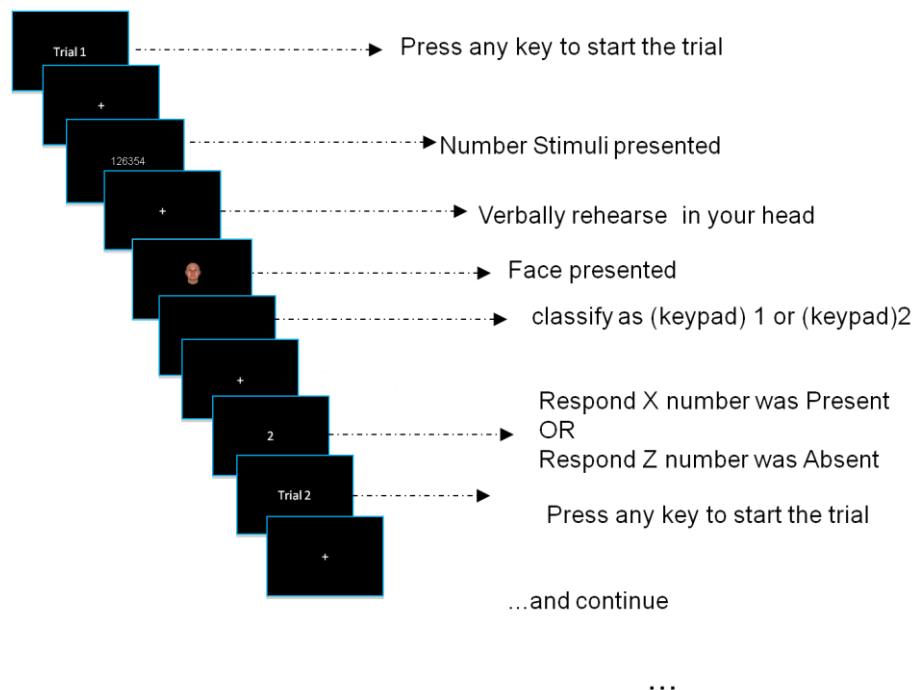 Trial 1
Press any key to start the trial
+
126354
Number Stimuli presented
+
Verbally rehearse in your head
Face presented
classify as (keypad) 1 or (keypad)2
+
2
Respond X number was Present
OR
Respond Z number was Absent
Trial 2
Press any key to start the trial
+
...and continue
...